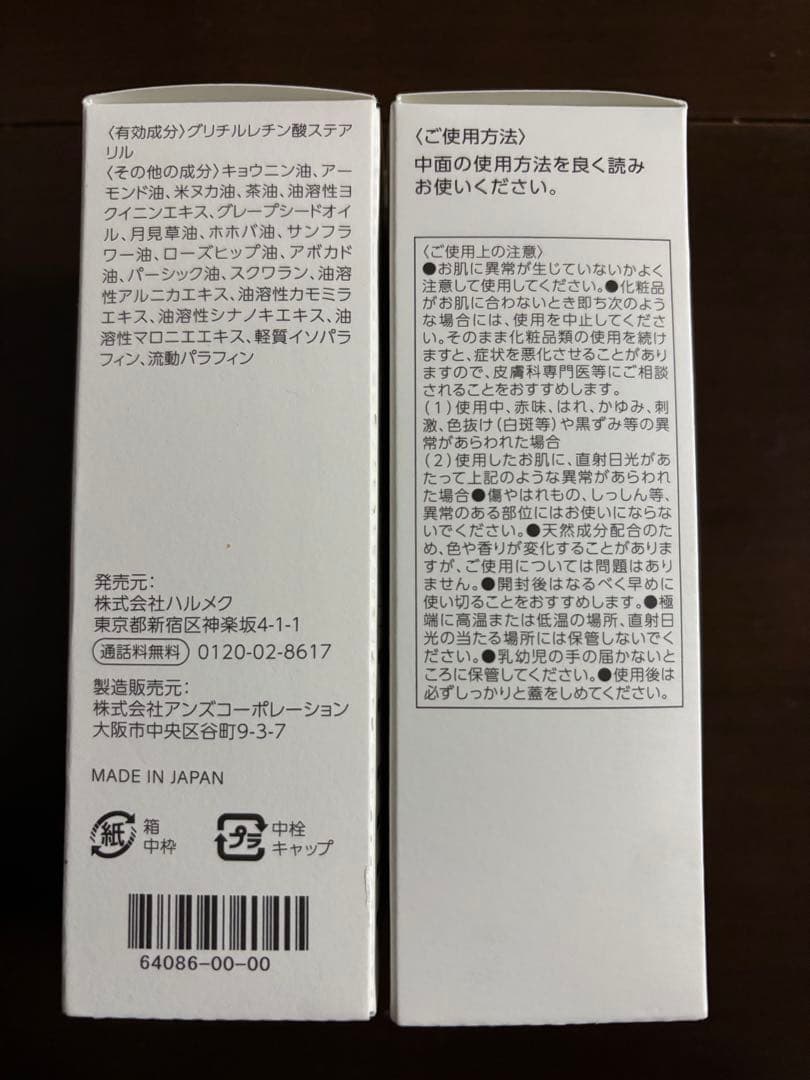 〈有効成分〉グリチルレチン酸ステア
リル
〈その他の成分〉キョウニン油、アー
モンド油、米ヌカ油、茶油、油溶性ヨ
クイニンエキス、グレープシードオイ
ル、月見草油、ホホバ油、サンフラ
ワー油、ローズヒップ油、アボカド
油、パーシック油、スクワラン、油溶
性アルニカエキス、油溶性カモミラ
エキス、油溶性シナノキエキス、油
溶性マロニエエキス、軽質イソパラ
フィン、流動パラフィン
発売元：
株式会社ハルメク
東京都新宿区神楽坂4-1-1
通話料無料 0120-02-8617
製造販売元：
株式会社アンズコーポレーション
大阪市中央区谷町9-3-7
MADE IN JAPAN
紙 箱
中枠
プラ 中栓
キャップ
64086-00-00
〈ご使用方法〉
中面の使用方法を良く読み
お使いください。
〈ご使用上の注意〉
●お肌に異常が生じていないかよく
注意して使用してください。●化粧品
がお肌に合わないとき即ち次のよう
な場合には、使用を中止してくださ
い。そのまま化粧品類の使用を続け
ますと、症状を悪化させることがあり
ますので、皮膚科専門医等にご相談
されることをおすすめします。
(1)使用中、赤味、はれ、かゆみ、刺
激、色抜け(白斑等)や黒ずみ等の異
常があらわれた場合
(2)使用したお肌に、直射日光があ
たって上記のような異常があらわれ
た場合●傷やはれもの、しっしん等、
異常のある部位にはお使いにならな
いでください。●天然成分配合のた
め、色や香りが変化することがありま
すが、ご使用については問題はあり
ません。●開封後はなるべく早めに
使い切ることをおすすめします。●極
端に高温または低温の場所、直射日
光の当たる場所には保管しないでく
ださい。●乳幼児の手の届かないと
ころに保管してください。●使用後は
必ずしっかりと蓋をしめてください。